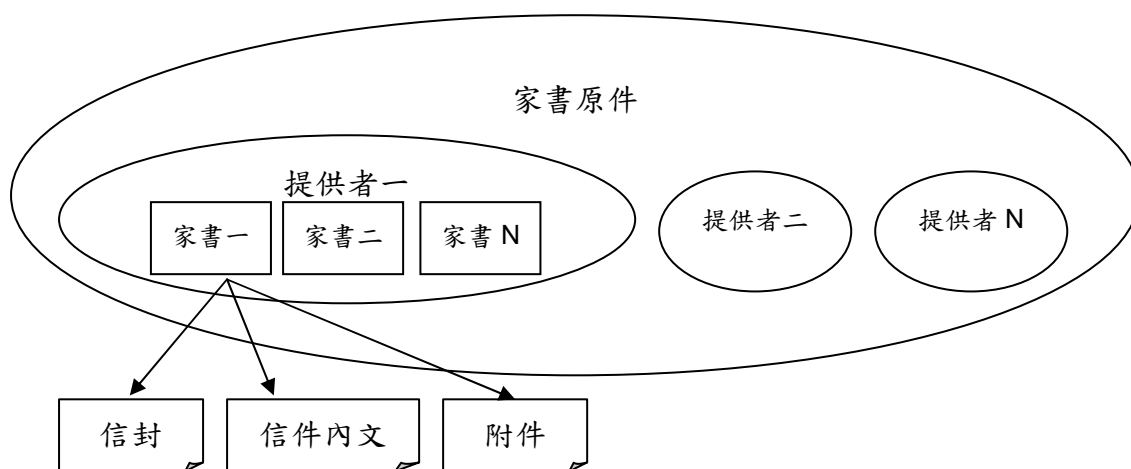 家書原件
提供者一
家書一 家書二 家書 N
提供者二 提供者 N
信封 信件內文 附件